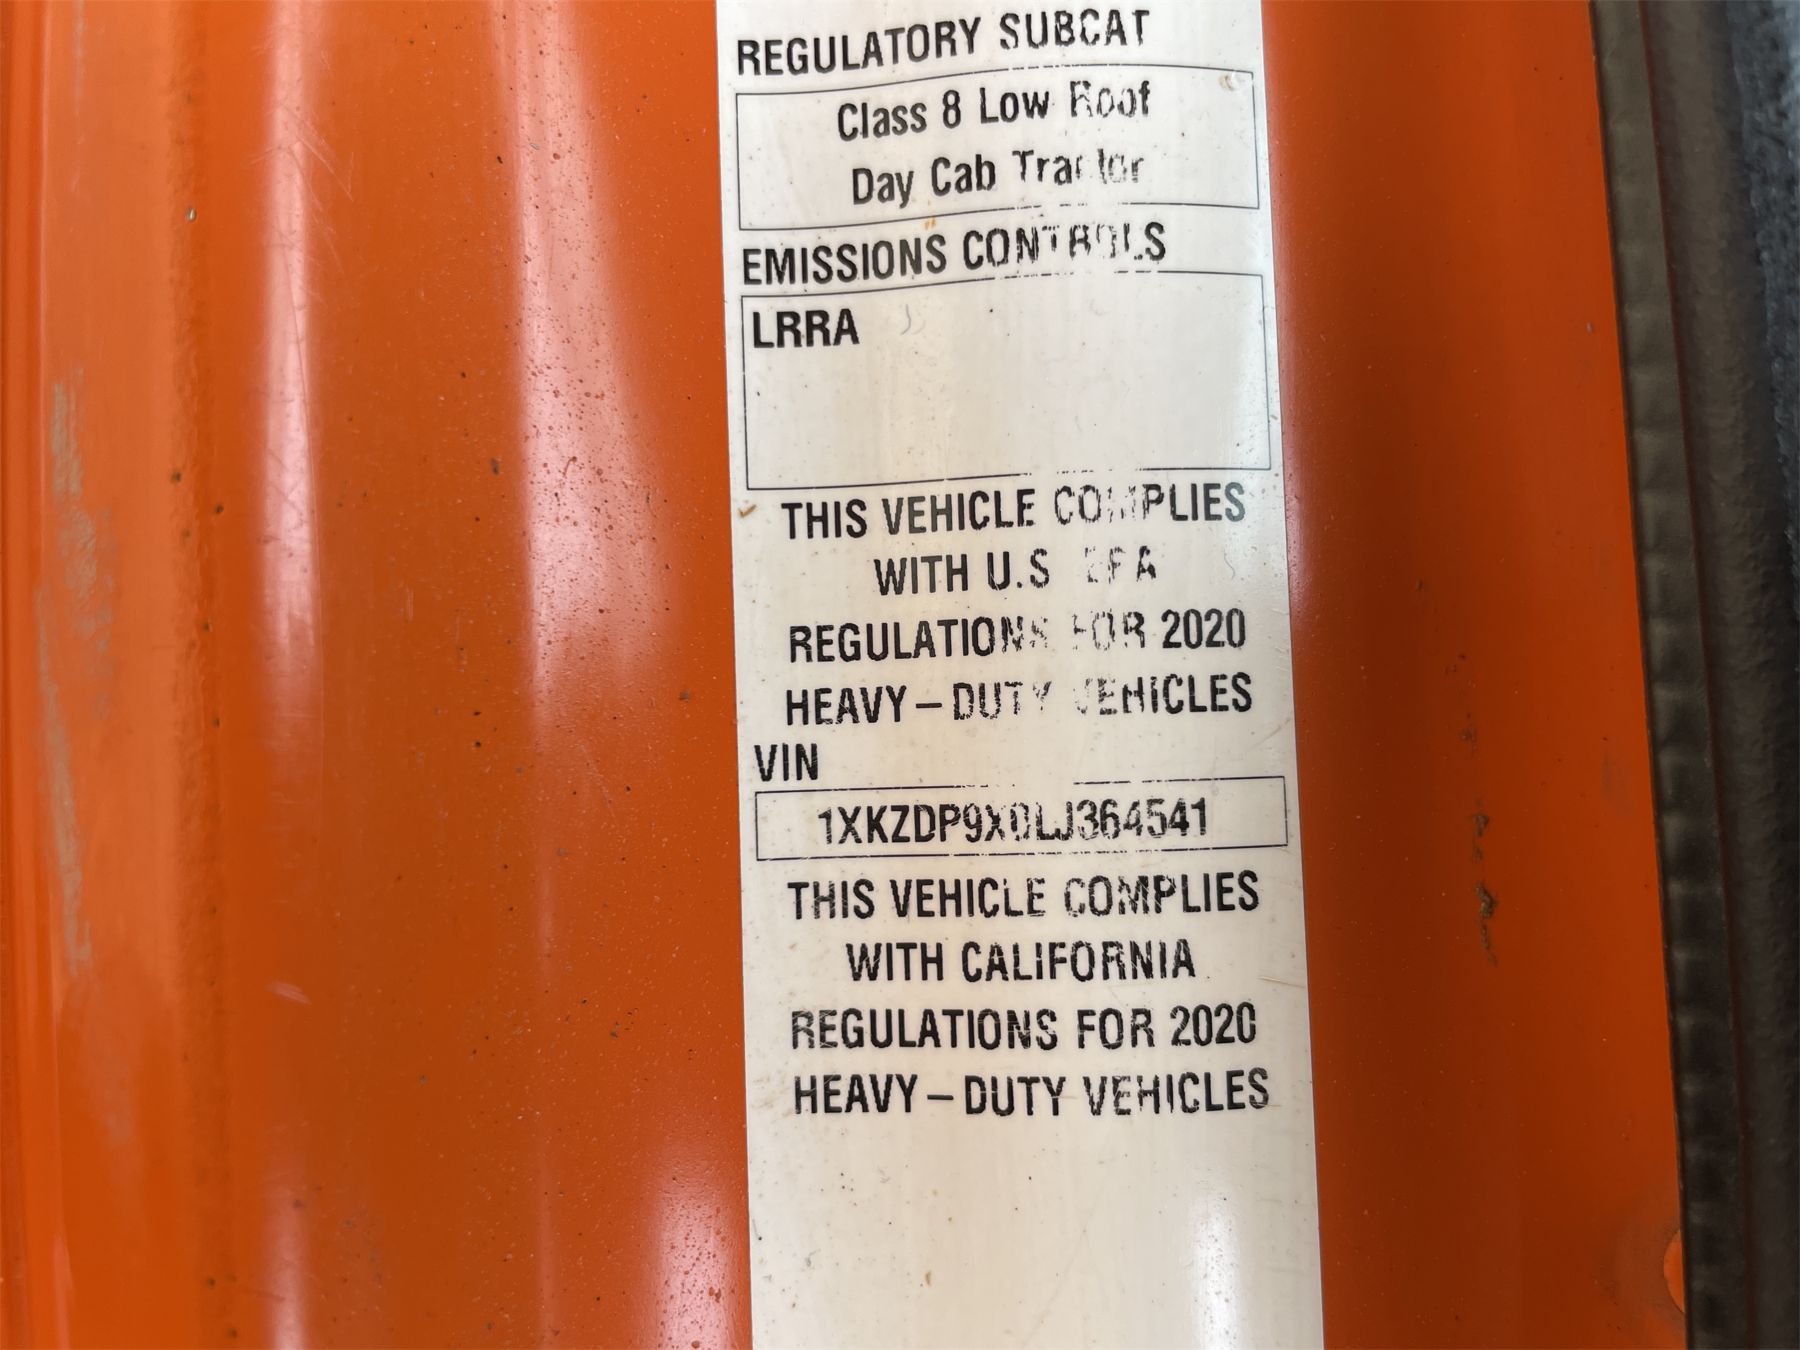 REGULATORY SUBCAT
Class 8 Low Roof
Day Cab Tractor
EMISSIONS CONTROLS
LRRA
THIS VEHICLE COMPLIES
WITH U.S EPA
REGULATIONS FOR 2020
HEAVY-DUTY VEHICLES
VIN
1XKZDP9X0LJ364541
THIS VEHICLE COMPLIES
WITH CALIFORNIA
REGULATIONS FOR 2020
HEAVY-DUTY VEHICLES